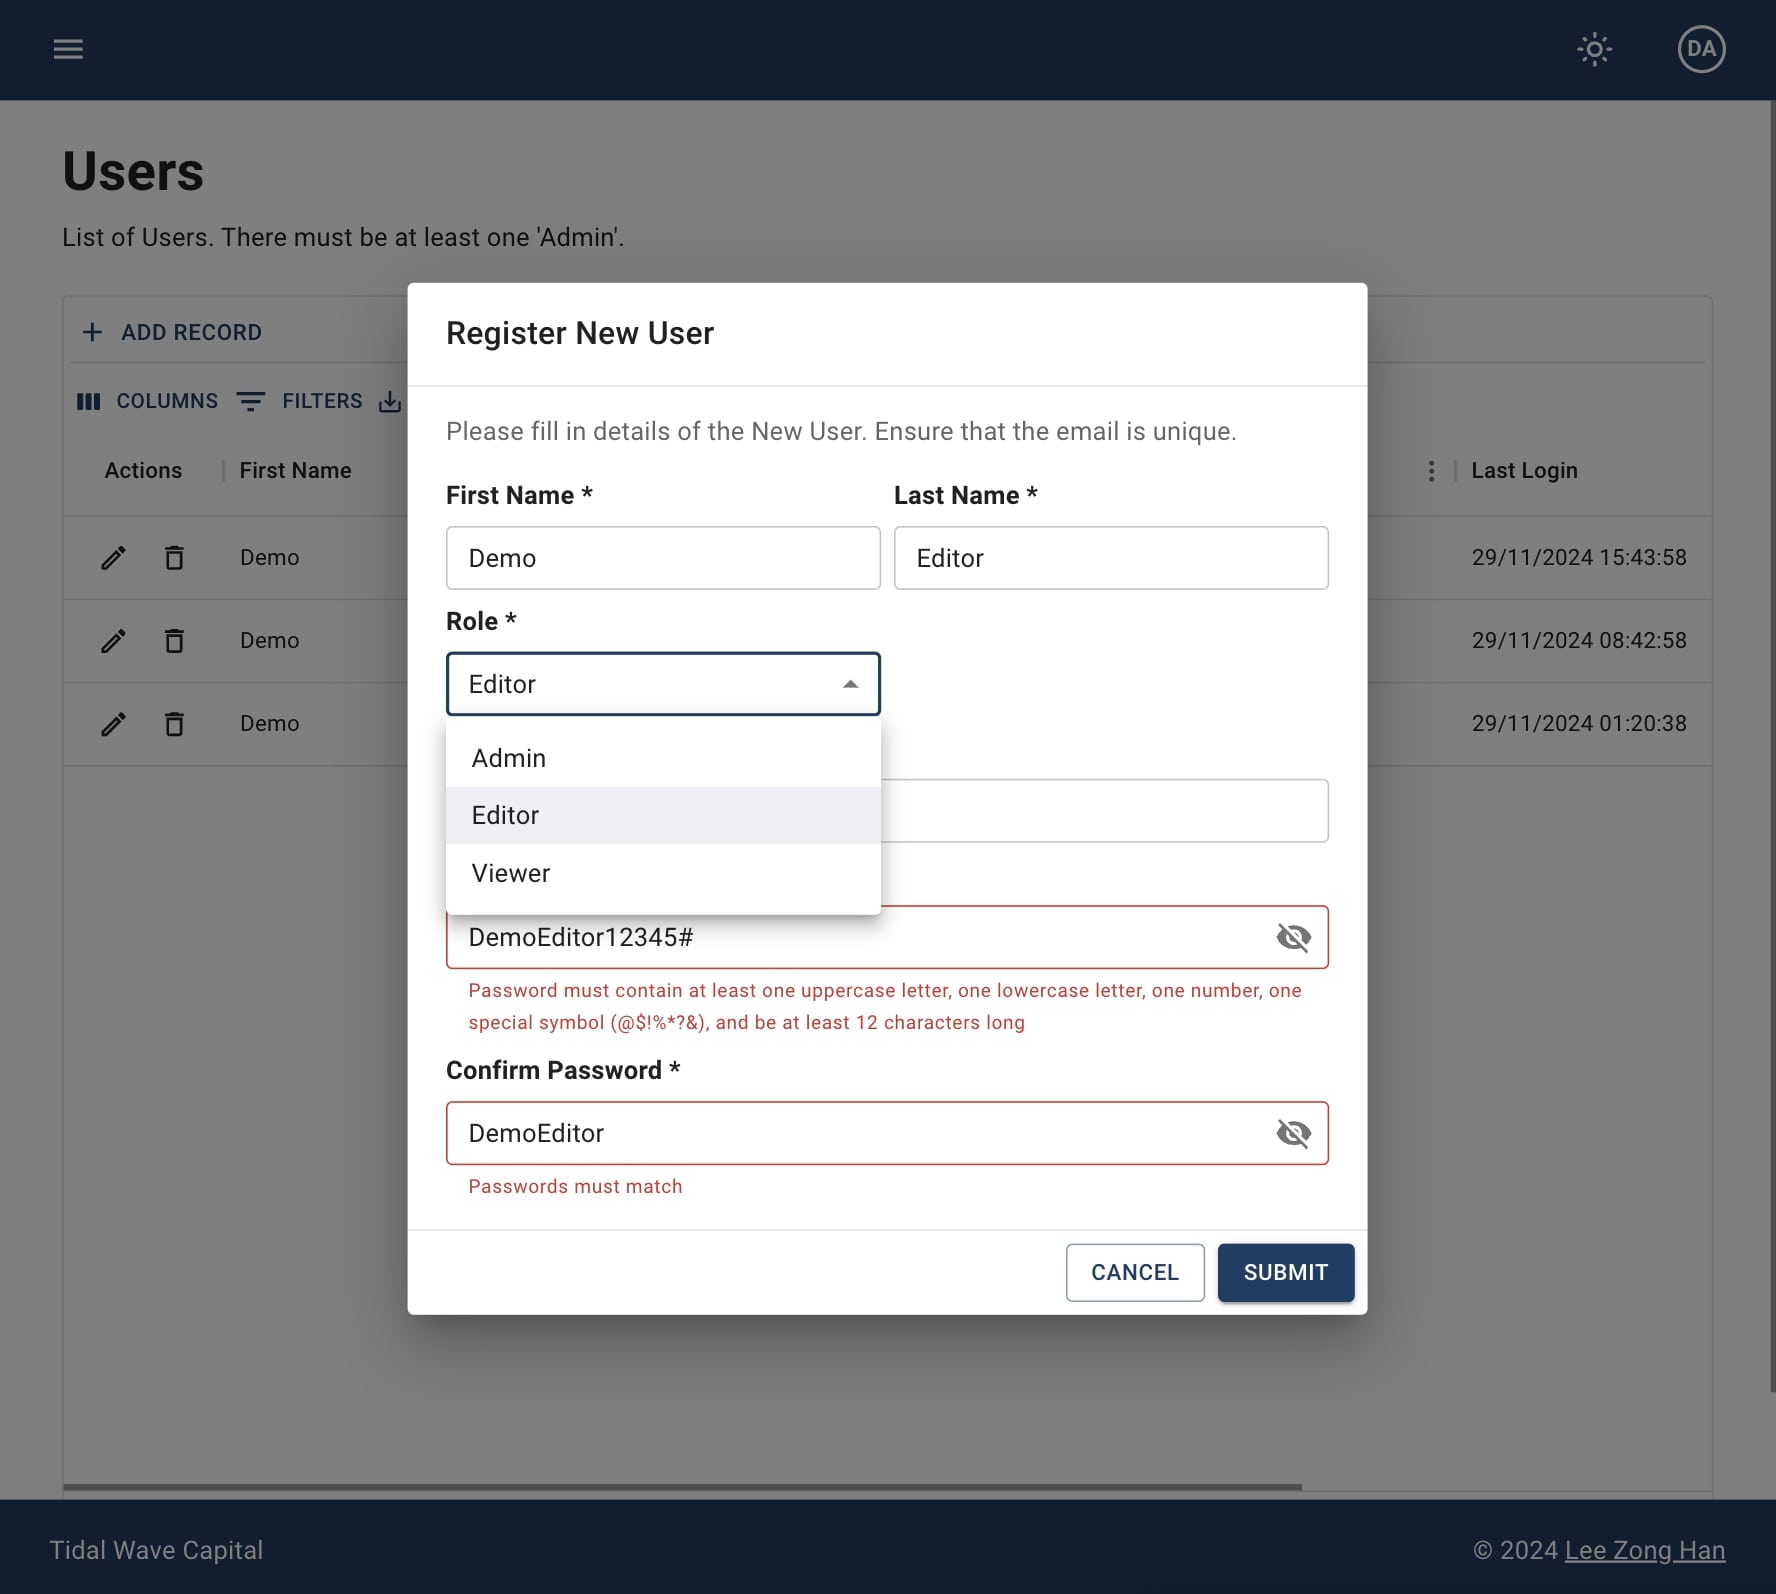 DA
Users
List of Users. There must be at least one 'Admin'.
ADD RECORD
COLUMNS FILTERS
Actions First Name Last Login
Demo 29/11/2024 15:43:58
Demo 29/11/2024 08:42:58
Demo 29/11/2024 01:20:38
Register New User
Please fill in details of the New User. Ensure that the email is unique.
First Name * Last Name *
Demo Editor
Role *
Editor
Admin
Editor
Viewer
DemoEditor12345#
Password must contain at least one uppercase letter, one lowercase letter, one number, one
special symbol (@$!%*?&), and be at least 12 characters long
Confirm Password *
DemoEditor
Passwords must match
CANCEL SUBMIT
Tidal Wave Capital © 2024 Lee Zong Han